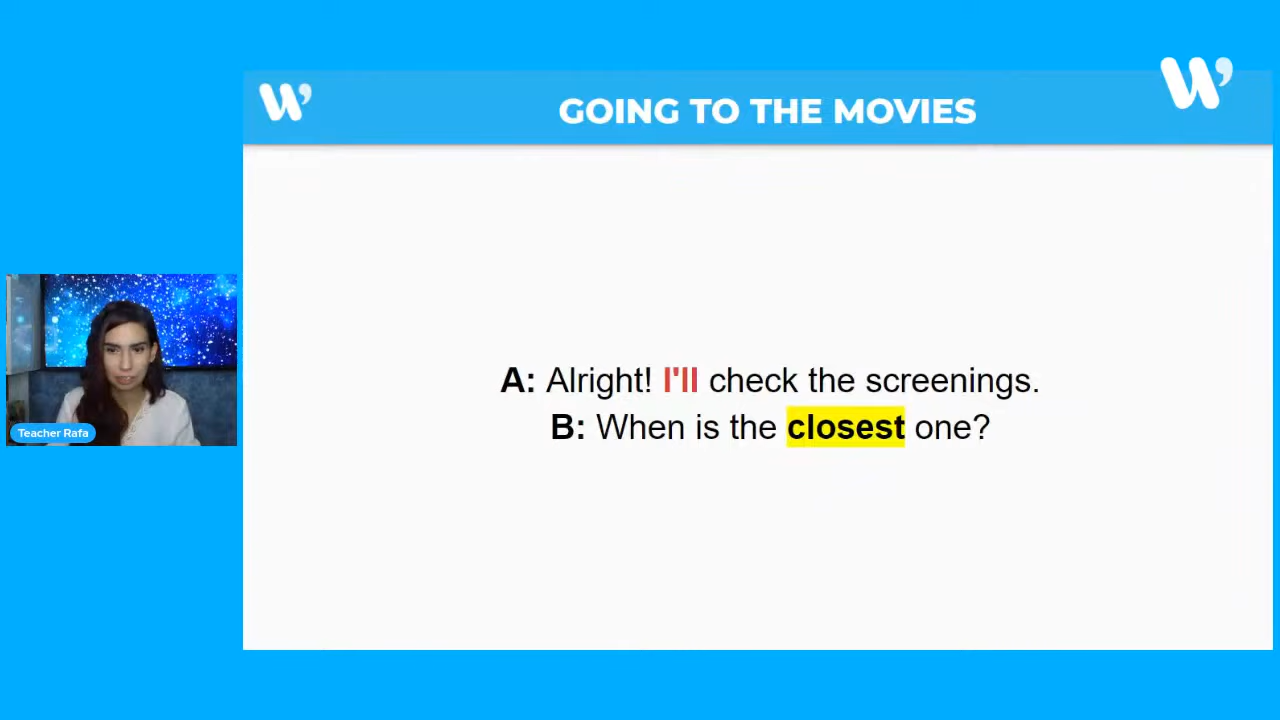 GOING TO THE MOVIES
A: Alright! I'll check the screenings.
B: When is the closest one?
Teacher Rafa